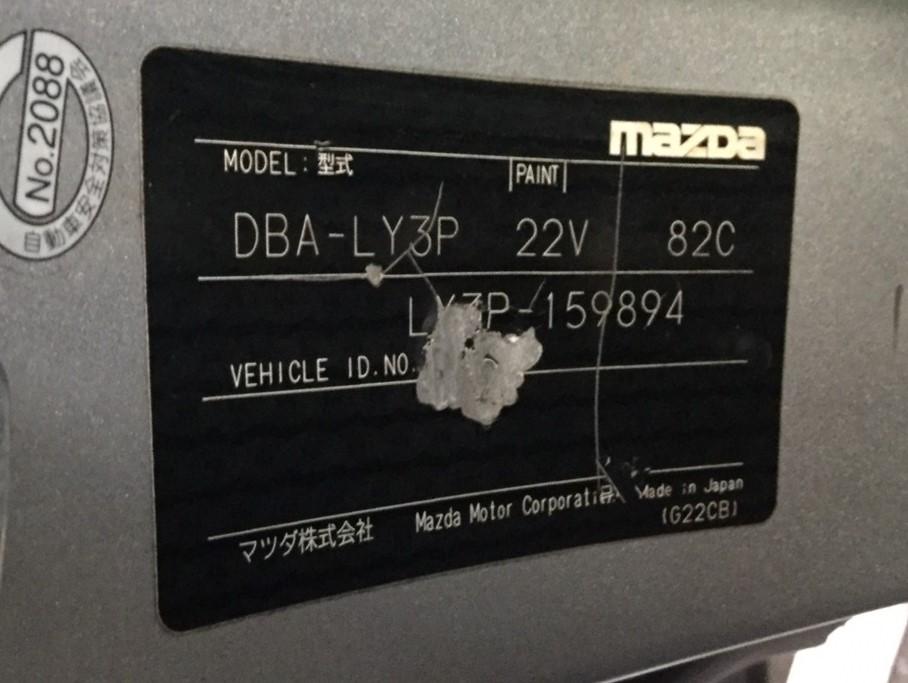 No.2088
自動車安全対策協議会
mazda
MODEL:型式 PAINT
DBA-LY3P 22V 82C
LY3P-159894
VEHICLE ID.NO.
マツダ株式会社 Mazda Motor Corporation Made in Japan
(G22CB)